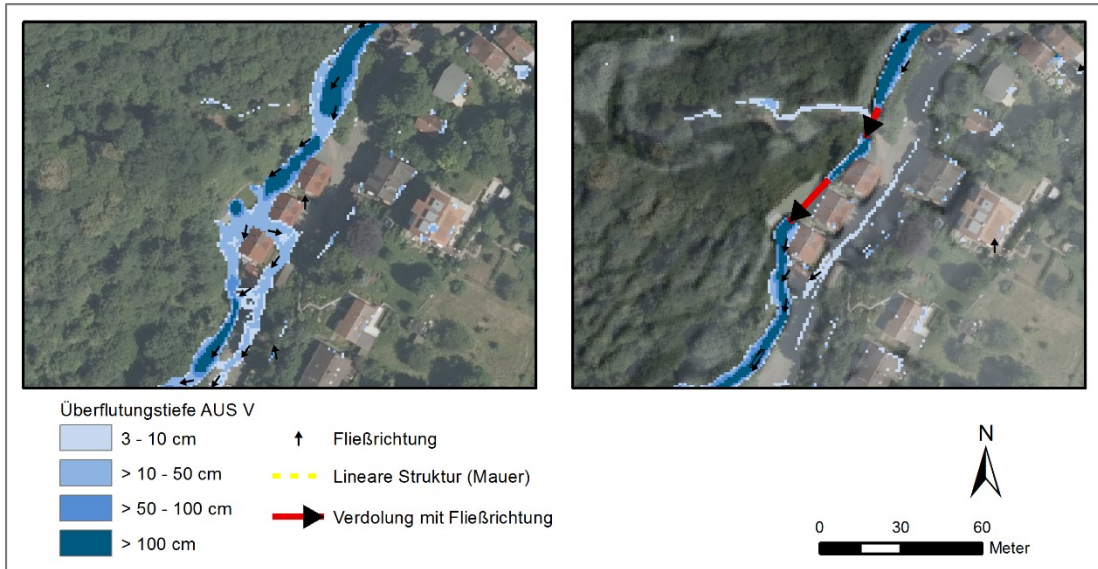 Überflutungstiefe AUS V
3 - 10 cm
> 10 - 50 cm
> 50 - 100 cm
> 100 cm
Fließrichtung
Lineare Struktur (Mauer)
Verdolung mit Fließrichtung
N
0 30 60
Meter